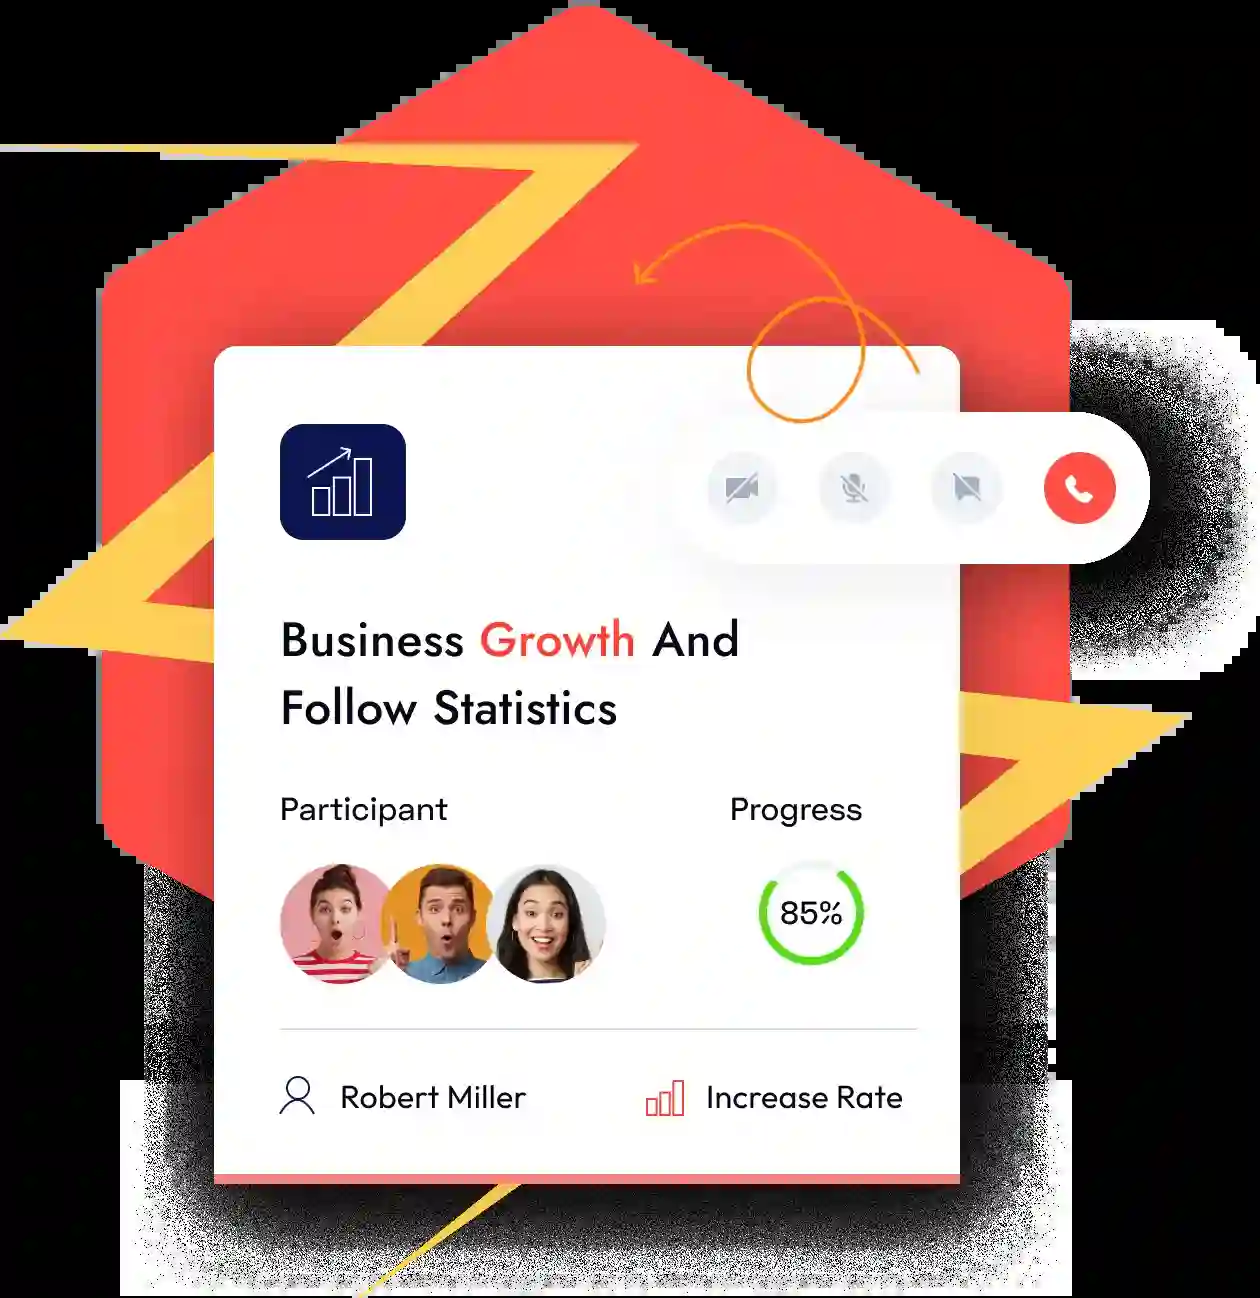 Business Growth And
Follow Statistics
Participant
Progress
85%
Robert Miller
Increase Rate